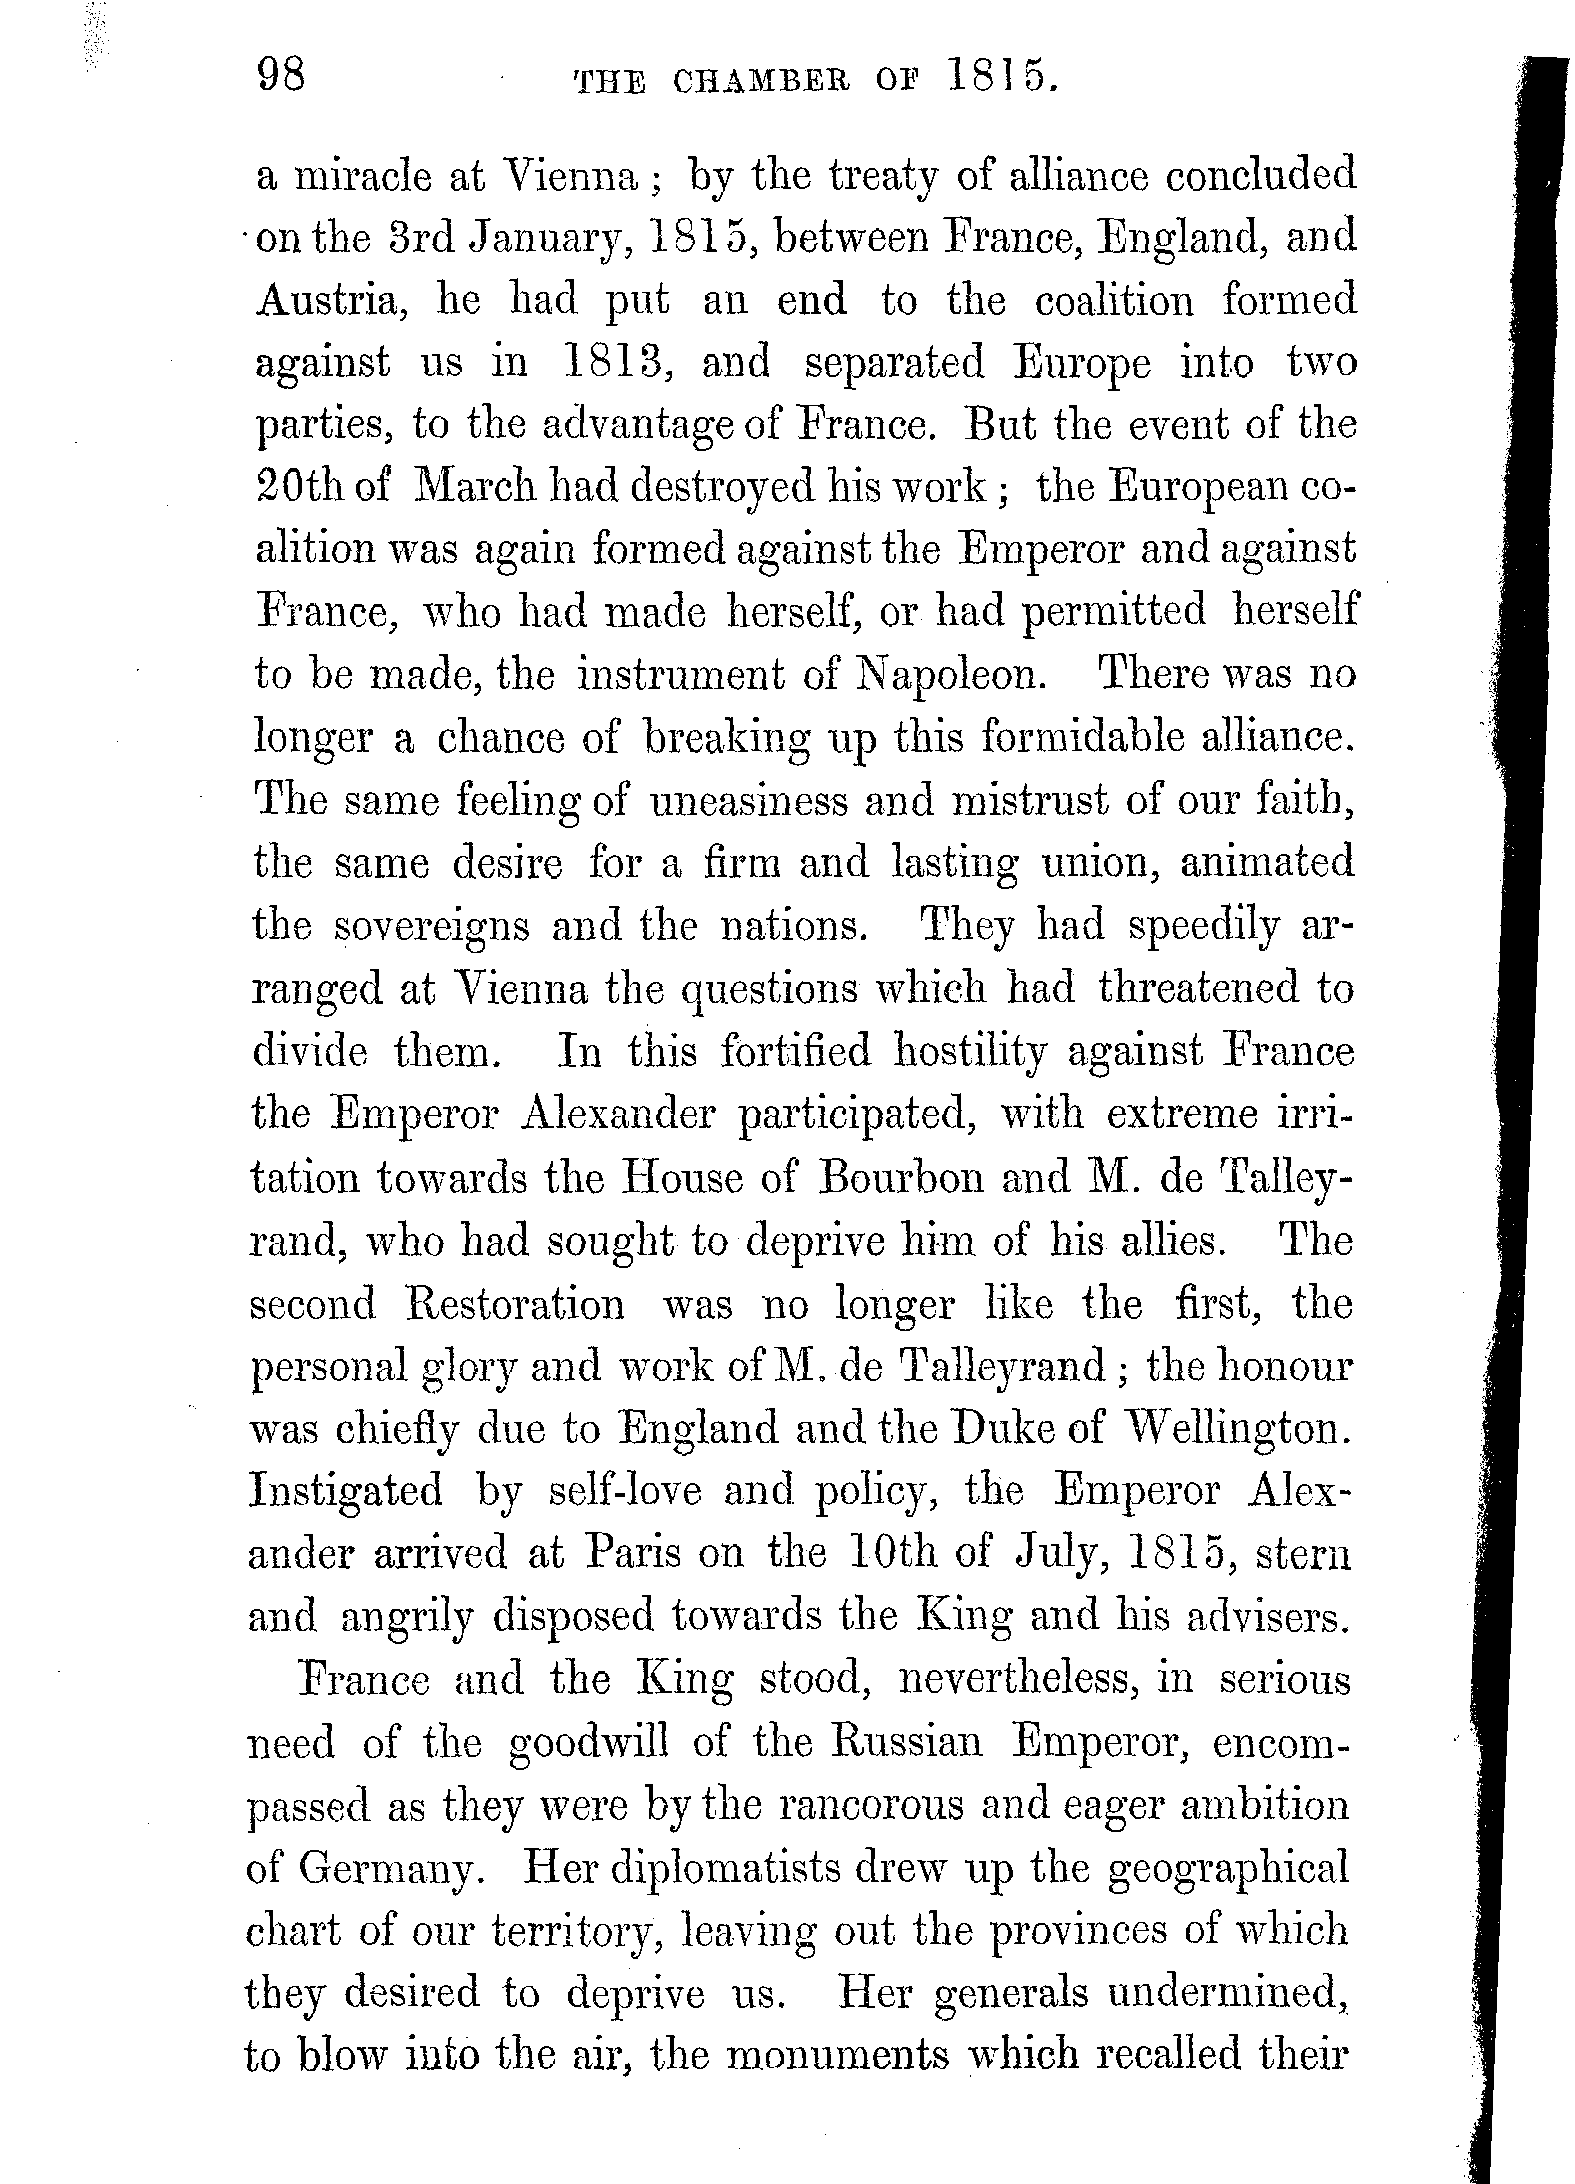 98 THE CHAMBER OF 1815.
a miracle at Vienna; by the treaty of alliance concluded
on the 3rd January, 1815, between France, England, and
Austria, he had put an end to the coalition formed
against us in 1813, and separated Europe into two
parties, to the advantage of France. But the event of the
20th of March had destroyed his work; the European co-
alition was again formed against the Emperor and against
France, who had made herself, or had permitted herself
to be made, the instrument of Napoleon. There was no
longer a chance of breaking up this formidable alliance.
The same feeling of uneasiness and mistrust of our faith,
the same desire for a firm and lasting union, animated
the sovereigns and the nations. They had speedily ar-
ranged at Vienna the questions which had threatened to
divide them. In this fortified hostility against France
the Emperor Alexander participated, with extreme irri-
tation towards the House of Bourbon and M. de Talley-
rand, who had sought to deprive him of his allies. The
second Restoration was no longer like the first, the
personal glory and work of M. de Talleyrand; the honour
was chiefly due to England and the Duke of Wellington.
Instigated by self-love and policy, the Emperor Alex-
ander arrived at Paris on the 10th of July, 1815, stern
and angrily disposed towards the King and his advisers.
France and the King stood, nevertheless, in serious
need of the goodwill of the Russian Emperor, encom-
passed as they were by the rancorous and eager ambition
of Germany. Her diplomatists drew up the geographical
chart of our territory, leaving out the provinces of which
they desired to deprive us. Her generals undermined,
to blow into the air, the monuments which recalled their